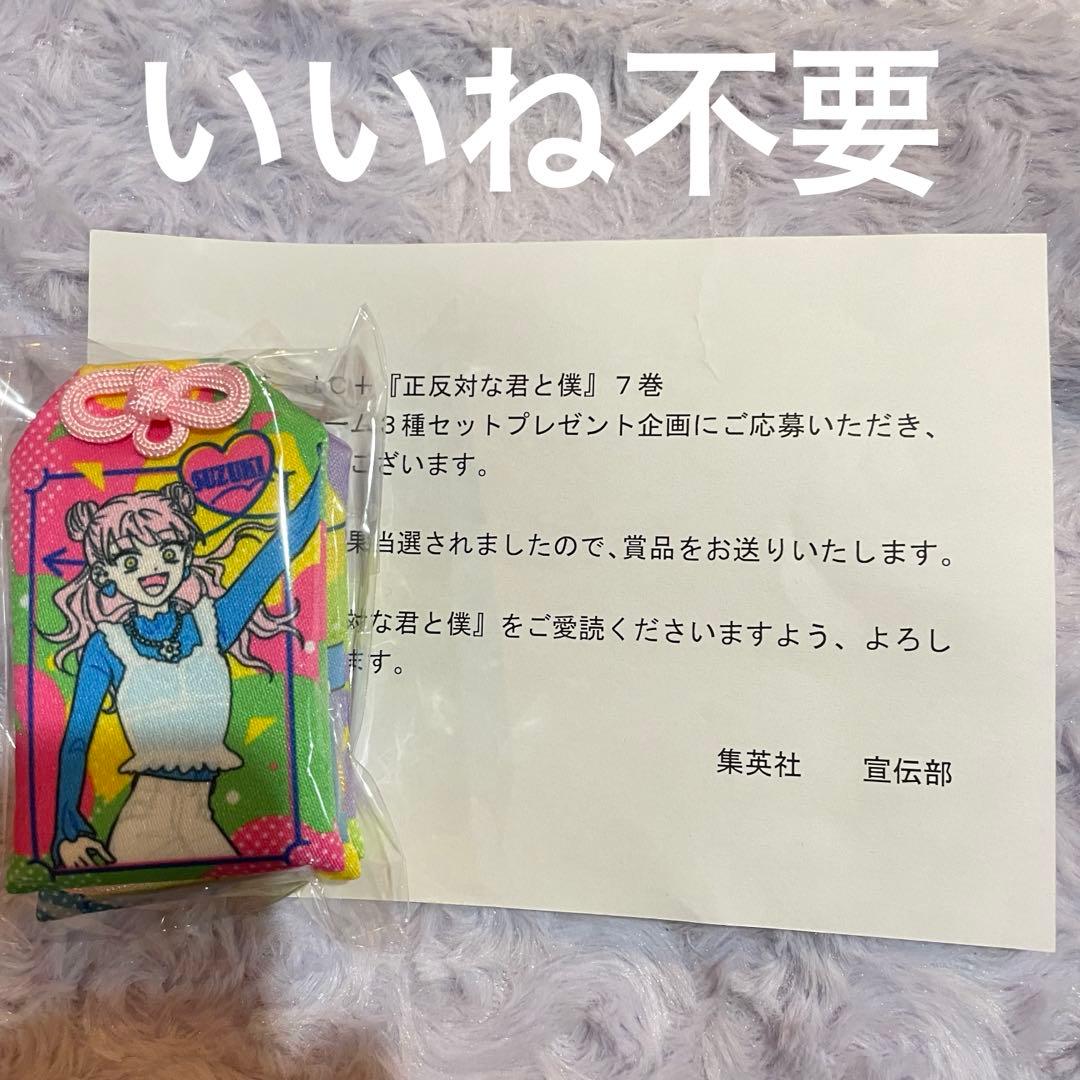 いいね不要
JC+『正反対な君と僕』7巻
ーム3種セットプレゼント企画にご応募いただき、
ございます。
果当選されましたので、賞品をお送りいたします。
対な君と僕』をご愛読くださいますよう、よろし
ます。
集英社 宣伝部
SUZUKI